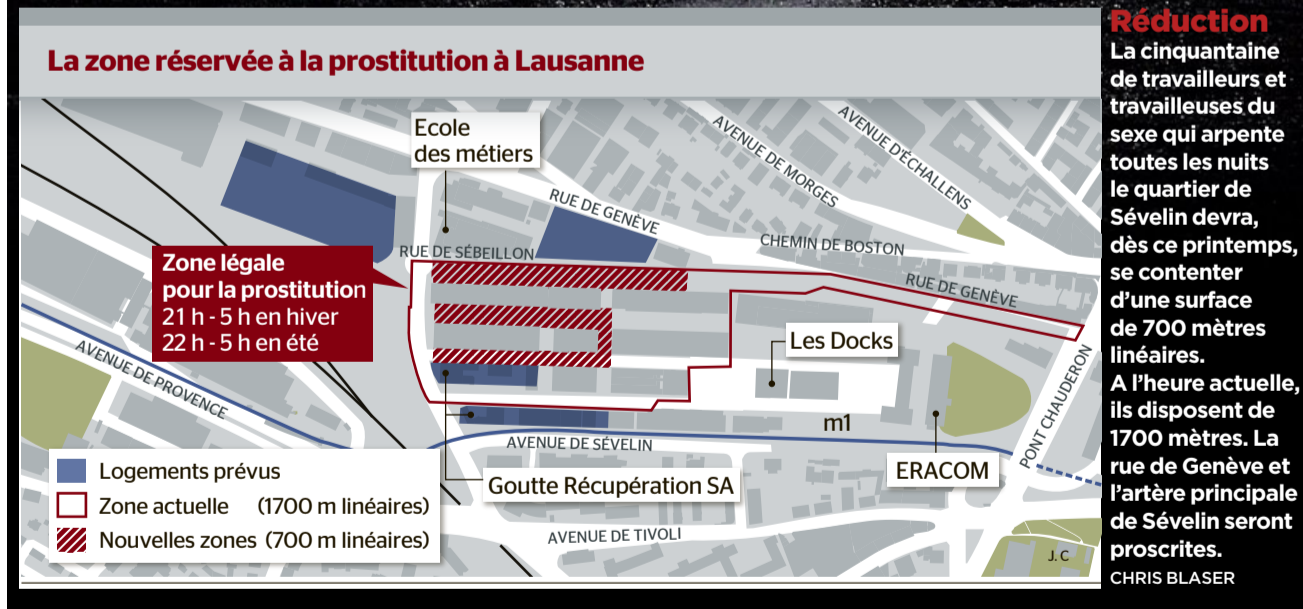 La zone réservée à la prostitution à Lausanne
Ecole
des métiers
AVENUE DE MORGES
AVENUE D'ÉCHALLENS
RUE DE GENÈVE
CHEMIN DE BOSTON
RUE DE SÉBEILLON
RUE DE GENÈVE
Zone légale
pour la prostitution
21 h - 5 h en hiver
22 h - 5 h en été
Les Docks
AVENUE DE PROVENCE
PONT CHAUDERON
m1
AVENUE DE SÉVELIN
ERACOM
Goutte Récupération SA
AVENUE DE TIVOLI
J. C
Logements prévus
Zone actuelle (1700 m linéaires)
Nouvelles zones (700 m linéaires)
Réduction
La cinquantaine
de travailleurs et
travailleuses du
sexe qui arpente
toutes les nuits
le quartier de
Sévelin devra,
dès ce printemps,
se contenter
d'une surface
de 700 mètres
linéaires.
A l'heure actuelle,
ils disposent de
1700 mètres. La
rue de Genève et
l'artère principale
de Sévelin seront
proscrites.
CHRIS BLASER